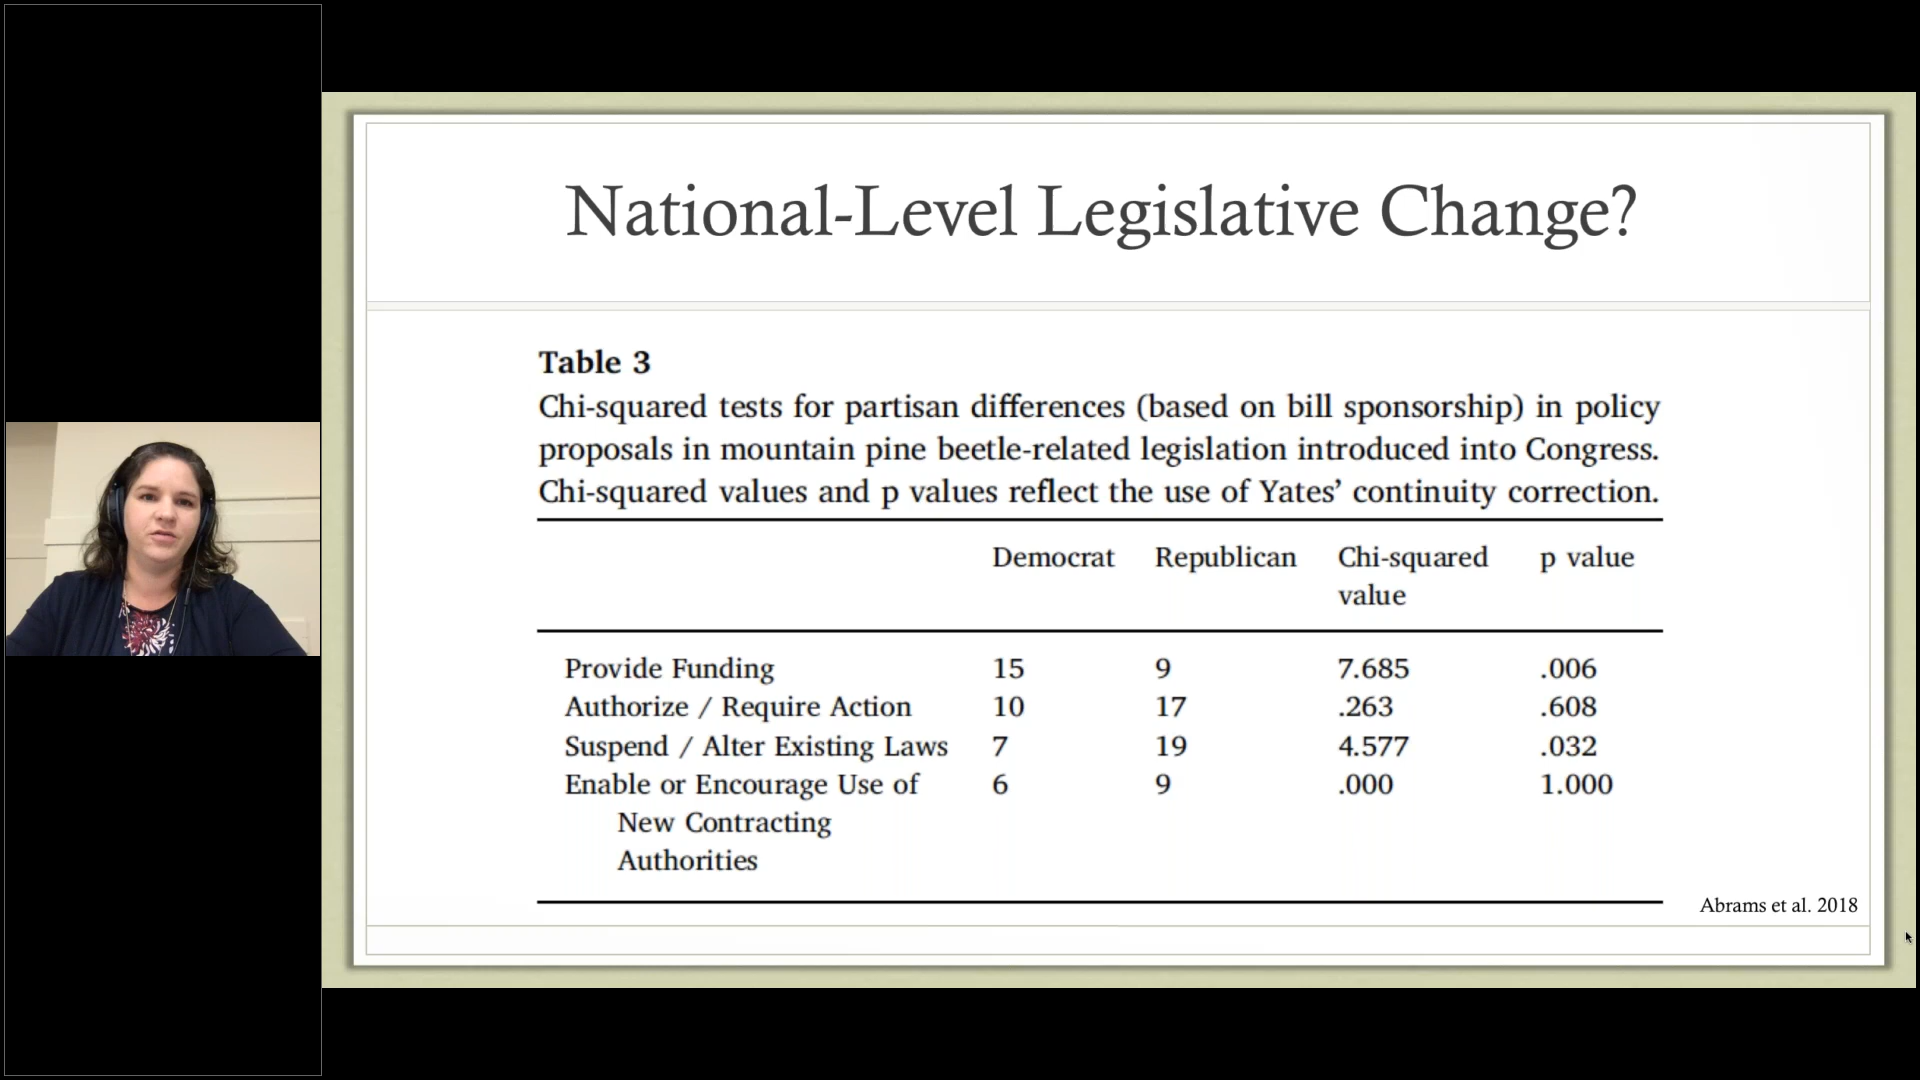 National-Level Legislative Change?
Table 3
Chi-squared tests for partisan differences (based on bill sponsorship) in policy
proposals in mountain pine beetle-related legislation introduced into Congress.
Chi-squared values and p values reflect the use of Yates’ continuity correction.
Democrat Republican Chi-squared p value
value
Provide Funding 15 9 7.685 .006
Authorize / Require Action 10 17 .263 .608
Suspend / Alter Existing Laws 7 19 4.577 .032
Enable or Encourage Use of 6 9 .000 1.000
New Contracting
Authorities
Abrams et al. 2018